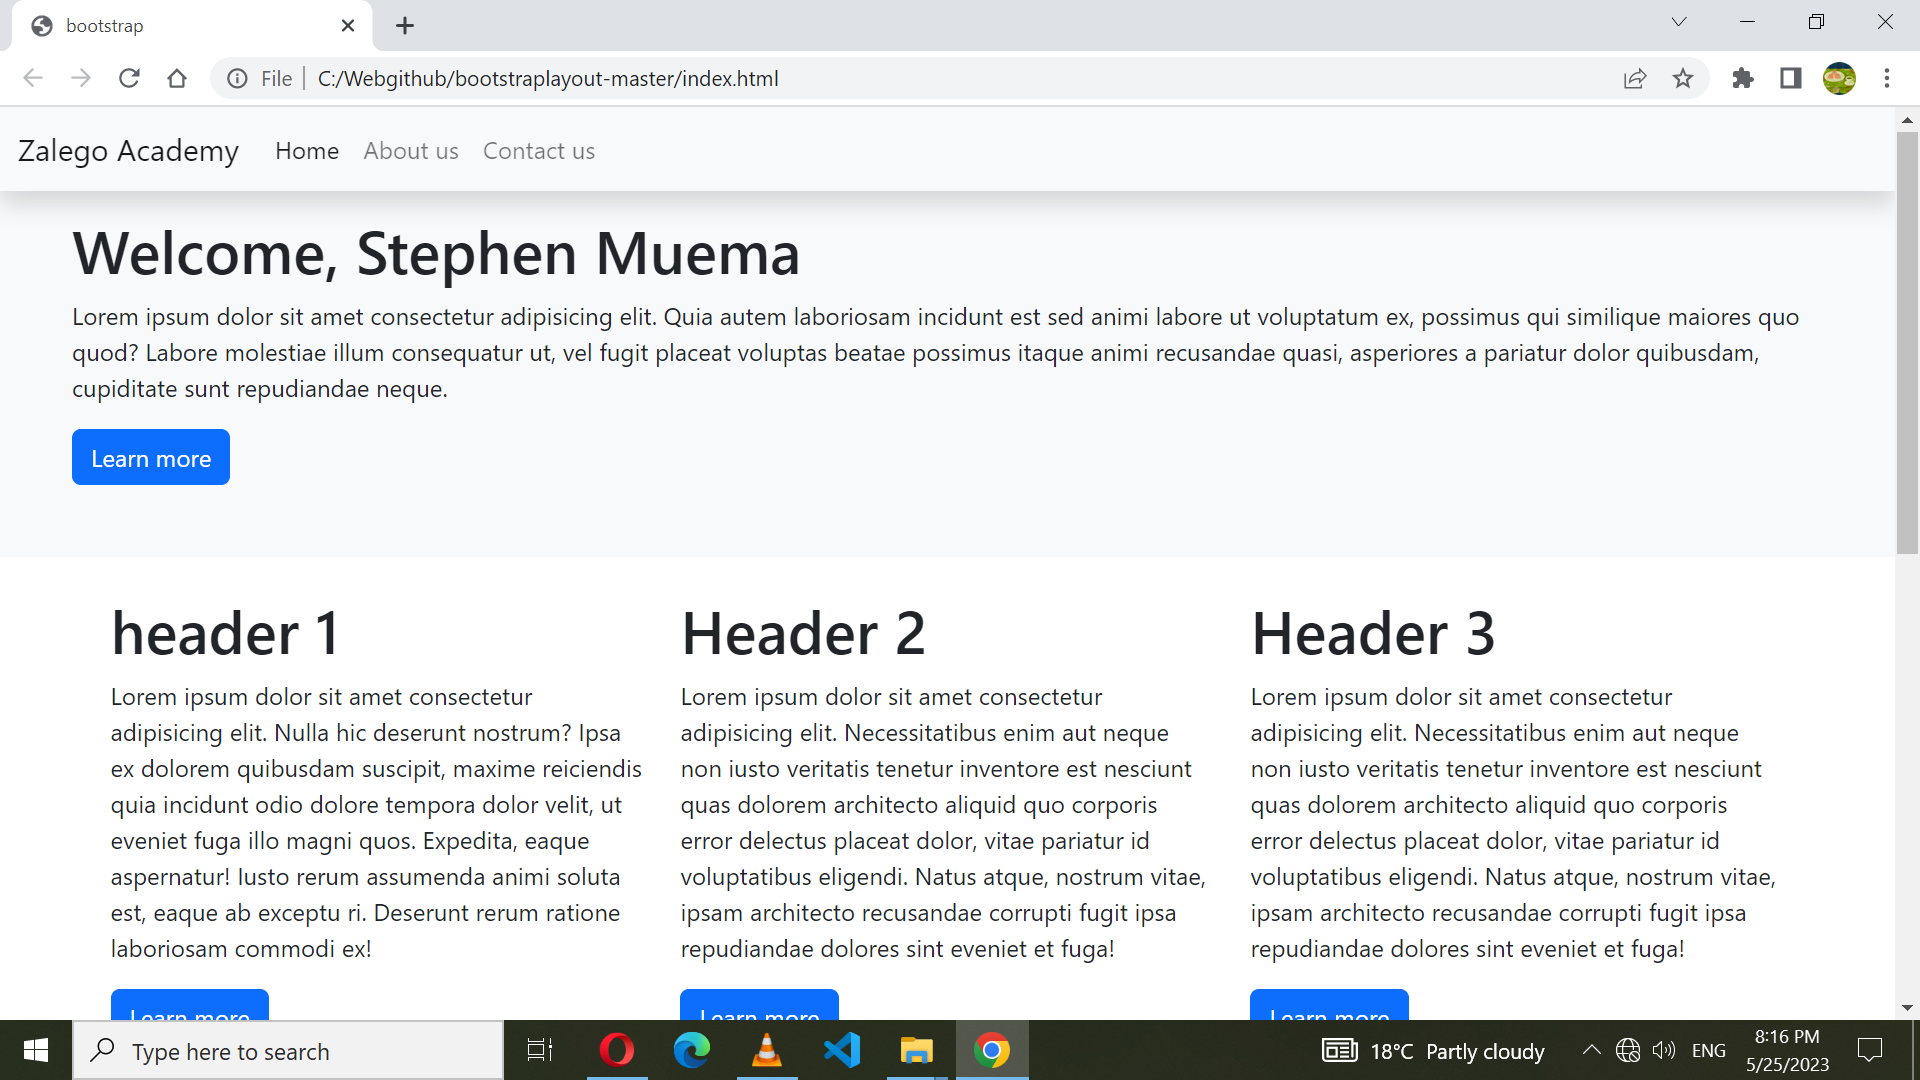 bootstrap
File
C:/Webgithub/bootstraplayout-master/index.html
Zalego Academy Home About us Contact us
Welcome, Stephen Muema
Lorem ipsum dolor sit amet consectetur adipisicing elit. Quia autem laboriosam incidunt est sed animi labore ut voluptatum ex, possimus qui similique maiores quo
quod? Labore molestiae illum consequatur ut, vel fugit placeat voluptas beatae possimus itaque animi recusandae quasi, asperiores a pariatur dolor quibusdam,
cupiditate sunt repudiandae neque.
Learn more
header 1
Lorem ipsum dolor sit amet consectetur
adipisicing elit. Nulla hic deserunt nostrum? Ipsa
ex dolorem quibusdam suscipit, maxime reiciendis
quia incidunt odio dolore tempora dolor velit, ut
eveniet fuga illo magni quos. Expedita, eaque
aspernatur! Iusto rerum assumenda animi soluta
est, eaque ab exceptu ri. Deserunt rerum ratione
laboriosam commodi ex!
Learn more
Header 2
Lorem ipsum dolor sit amet consectetur
adipisicing elit. Necessitatibus enim aut neque
non iusto veritatis tenetur inventore est nesciunt
quas dolorem architecto aliquid quo corporis
error delectus placeat dolor, vitae pariatur id
voluptatibus eligendi. Natus atque, nostrum vitae,
ipsam architecto recusandae corrupti fugit ipsa
repudiandae dolores sint eveniet et fuga!
Learn more
Header 3
Lorem ipsum dolor sit amet consectetur
adipisicing elit. Necessitatibus enim aut neque
non iusto veritatis tenetur inventore est nesciunt
quas dolorem architecto aliquid quo corporis
error delectus placeat dolor, vitae pariatur id
voluptatibus eligendi. Natus atque, nostrum vitae,
ipsam architecto recusandae corrupti fugit ipsa
repudiandae dolores sint eveniet et fuga!
Learn more
Type here to search
18°C Partly cloudy
ENG
8:16 PM
5/25/2023